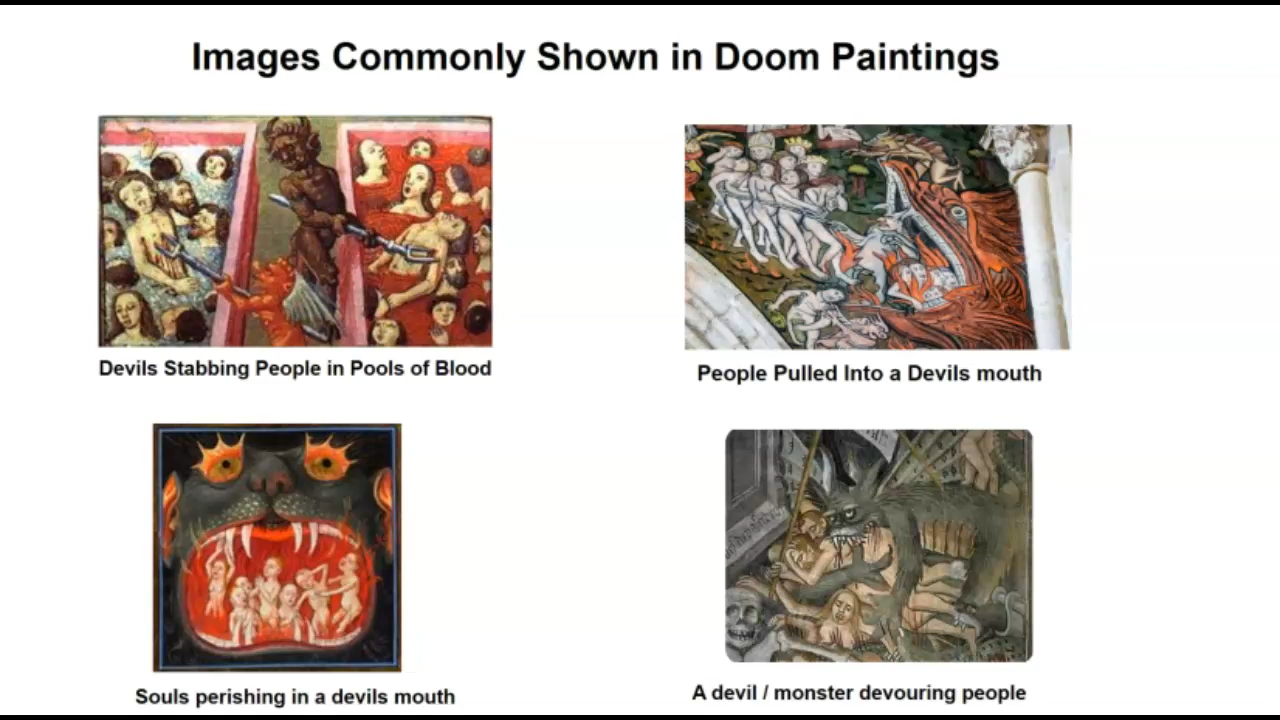 Images Commonly Shown in Doom Paintings
Devils Stabbing People in Pools of Blood
People Pulled Into a Devils mouth
Souls perishing in a devils mouth
A devil / monster devouring people